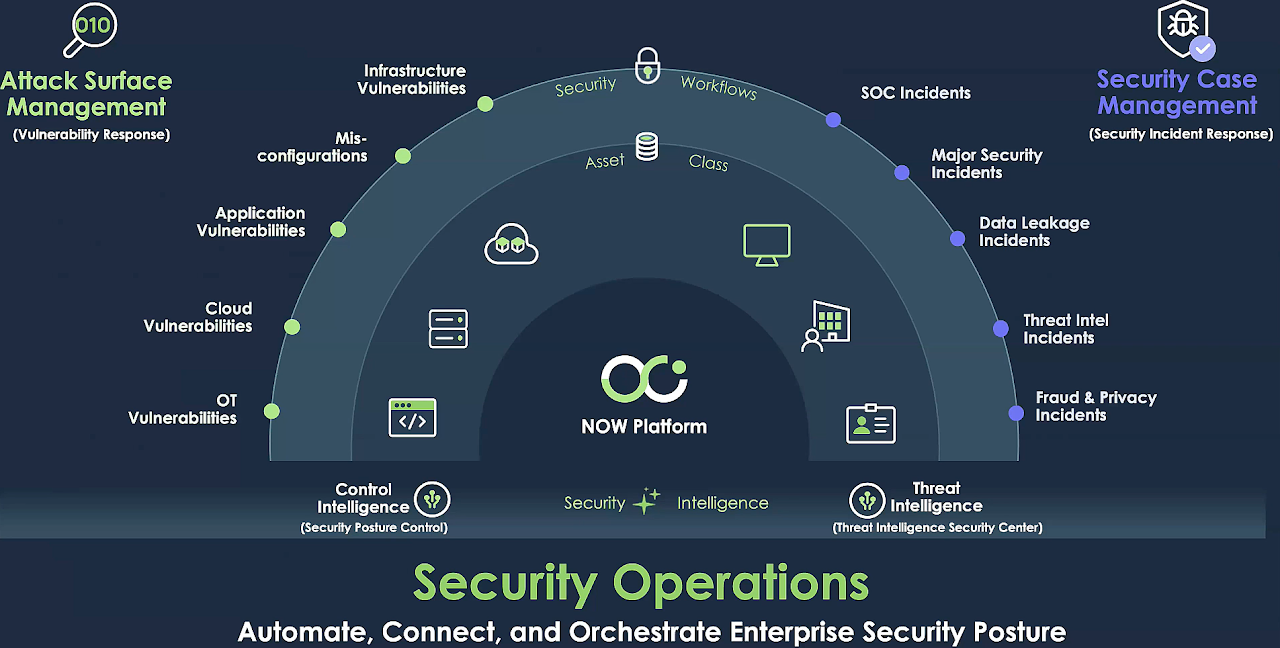 010
Attack Surface
Management
(Vulnerability Response)
Infrastructure
Vulnerabilities
Mis-
configurations
Application
Vulnerabilities
Cloud
Vulnerabilities
OT
Vulnerabilities
Security Workflows
Asset Class
</>
NOW Platform
Security Case
Management
(Security Incident Response)
SOC Incidents
Major Security
Incidents
Data Leakage
Incidents
Threat Intel
Incidents
Fraud & Privacy
Incidents
Control
Intelligence
(Security Posture Control)
Security Intelligence
Threat
Intelligence
(Threat Intelligence Security Center)
Security Operations
Automate, Connect, and Orchestrate Enterprise Security Posture